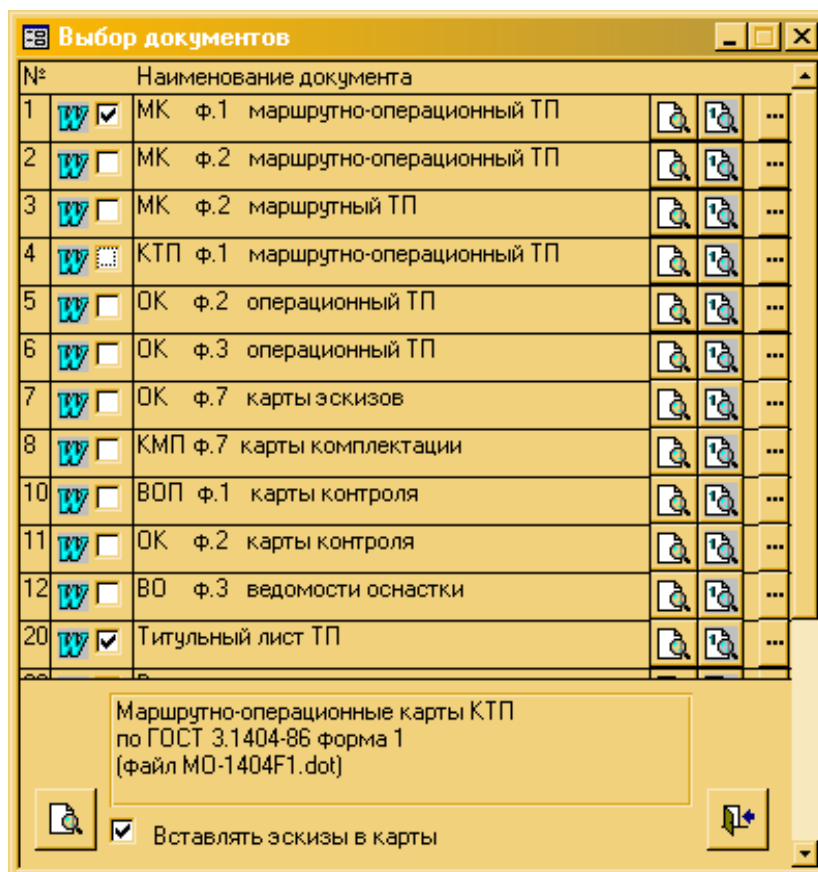 Выбор документов
№ Наименование документа
1 МК ф.1 маршрутно-операционный ТП ...
2 МК ф.2 маршрутно-операционный ТП ...
3 МК ф.2 маршрутный ТП ...
4 КТП ф.1 маршрутно-операционный ТП ...
5 ОК ф.2 операционный ТП ...
6 ОК ф.3 операционный ТП ...
7 ОК ф.7 карты эскизов ...
8 КМП ф.7 карты комплектации ...
10 ВОП ф.1 карты контроля ...
11 ОК ф.2 карты контроля ...
12 ВО ф.3 ведомости оснастки ...
20 Титульный лист ТП ...
Маршрутно-операционные карты КТП
по ГОСТ 3.1404-86 форма 1
(файл MO-1404F1.dot)
Вставлять эскизы в карты